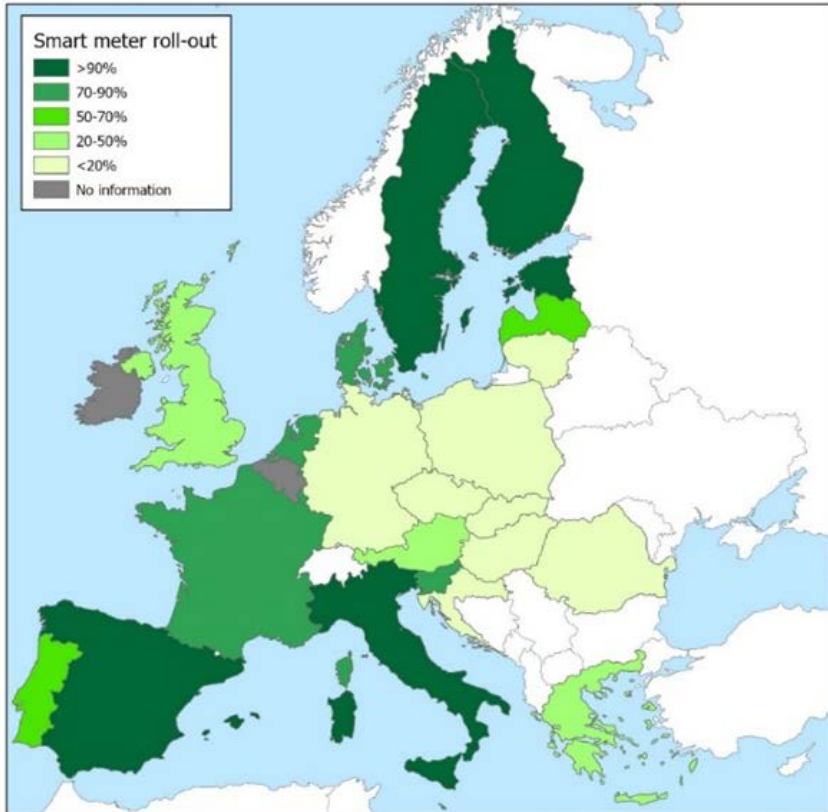 Smart meter roll-out
>90%
70-90%
50-70%
20-50%
<20%
No information